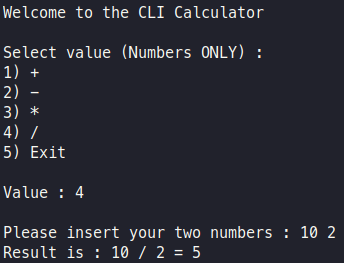 Welcome to the CLI Calculator
Select value (Numbers ONLY) :
1) +
2) -
3) *
4) /
5) Exit
Value : 4
Please insert your two numbers : 10 2
Result is : 10 / 2 = 5